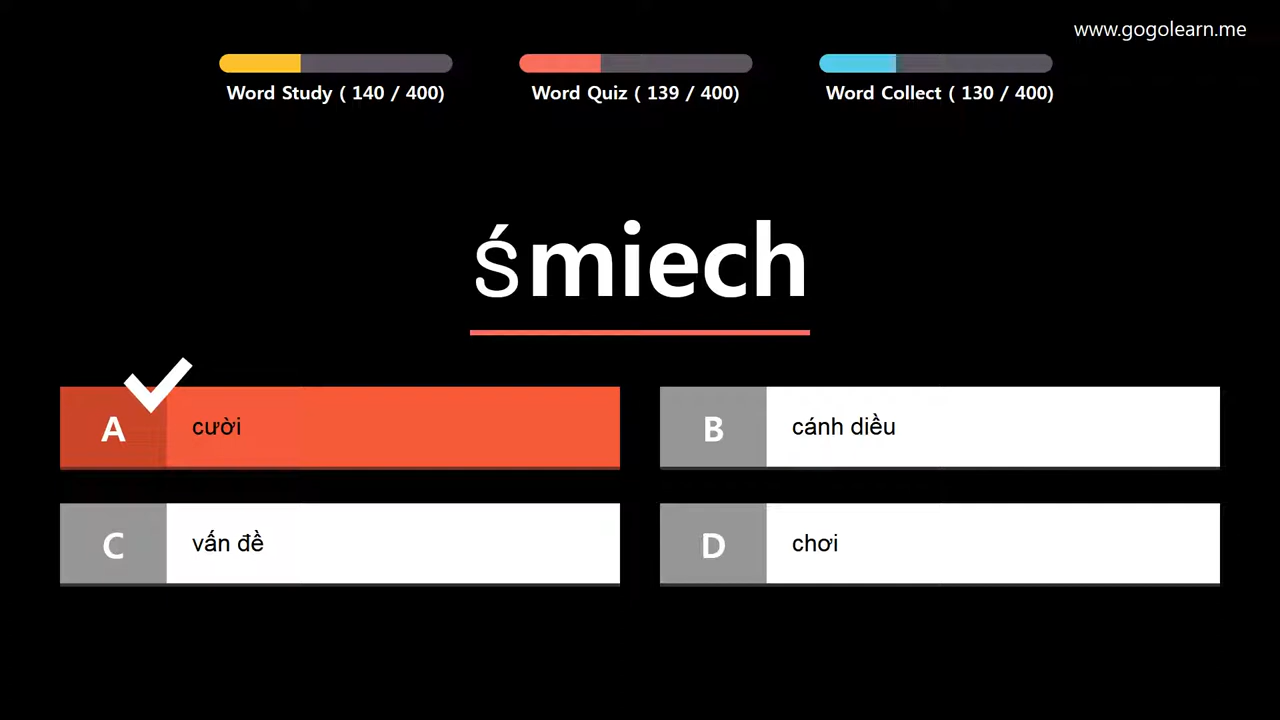 www.gogolearn.me
Word Study ( 140 / 400)
Word Quiz ( 139 / 400)
Word Collect ( 130 / 400)
śmiech
A cười
B cánh diều
C vấn đề
D chơi